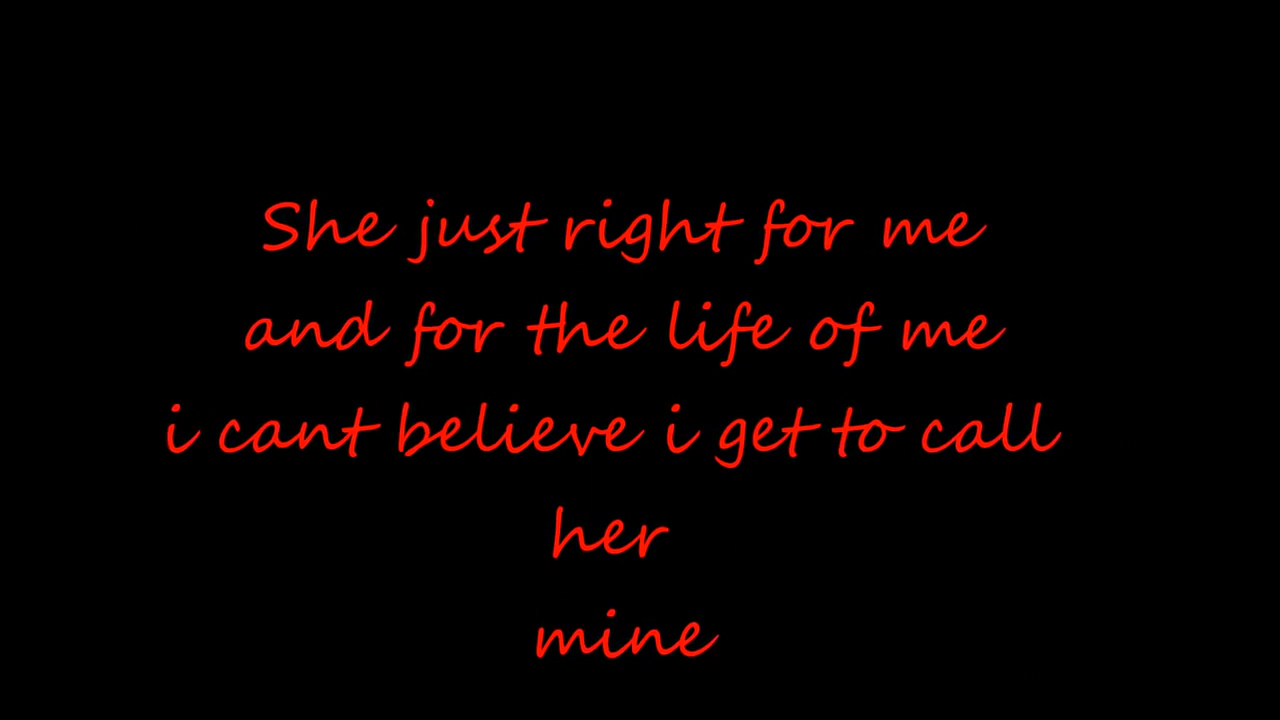 She just right for me
and for the life of me
i cant believe i get to call
her
mine